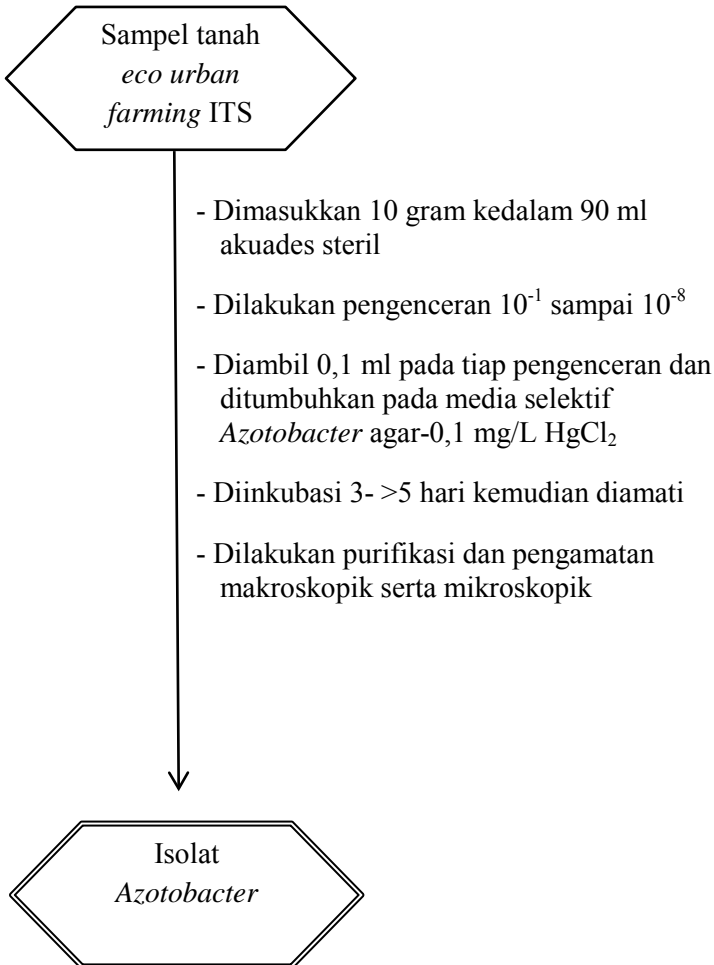 Sampel tanah
eco urban
farming ITS
- Dimasukkan 10 gram kedalam 90 ml
akuades steril
- Dilakukan pengenceran 10⁻¹ sampai 10⁻⁸
- Diambil 0,1 ml pada tiap pengenceran dan
ditumbuhkan pada media selektif
Azotobacter agar-0,1 mg/L HgCl₂
- Diinkubasi 3- >5 hari kemudian diamati
- Dilakukan purifikasi dan pengamatan
makroskopik serta mikroskopik
Isolat
Azotobacter